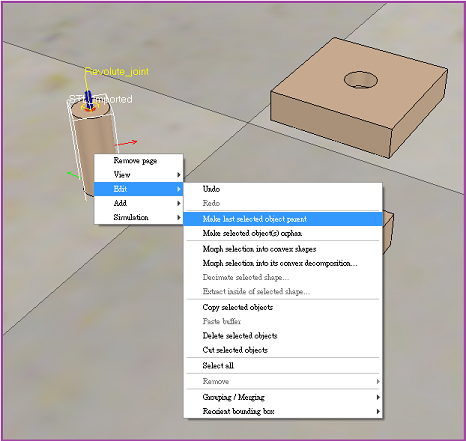 Revolute_joint
STL_Imported
Remove page
View
Edit
Add
Simulation
Undo
Redo
Make last selected object parent
Make selected object(s) orphan
Morph selection into convex shapes
Morph selection into its convex decomposition...
Decimate selected shape...
Extract inside of selected shape...
Copy selected objects
Paste buffer
Delete selected objects
Cut selected objects
Select all
Remove
Grouping / Merging
Reorient bounding box